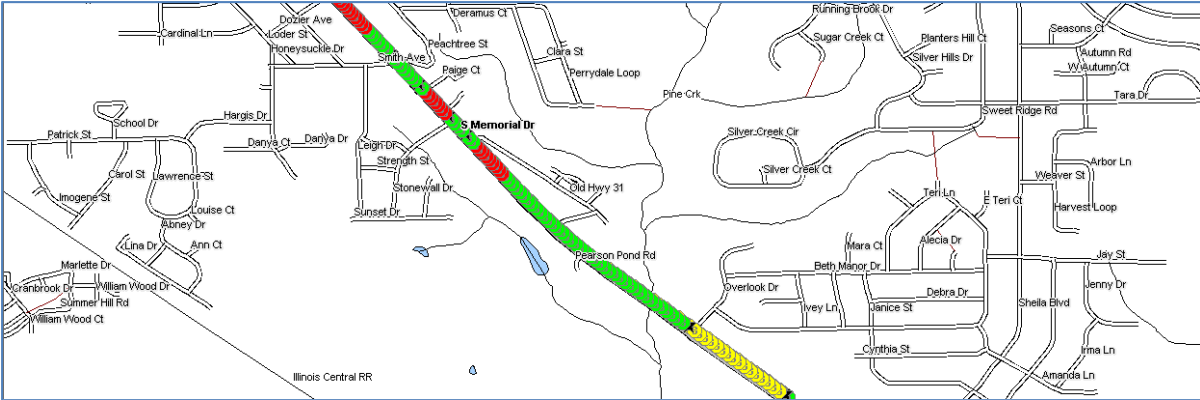 Dozier Ave
Deramus Ct
Running Brook Dr
Cardinal Ln
Loder St
Honeysuckle Dr
Peachtree St
Smith Ave
Clara St
Sugar Creek Ct
Planters Hill Ct
Seasons Ct
Autumn Rd
Silver Hills Dr
W Autumn Ct
Paige Ct
Perrydale Loop
Pine Crk
Tara Dr
School Dr
Hargis Dr
Sweet Ridge Rd
Patrick St
Danya Ct
Danya Dr
Leigh Dr
S Memorial Dr
Silver Creek Cir
Strength St
Silver Creek Ct
Arbor Ln
Carol St
Lawrence St
Stonewall Dr
Old Hwy 31
Weaver St
Imogene St
Teri Ln
E Teri Ct
Harvest Loop
Louise Ct
Sunset Dr
Abney Dr
Lina Dr
Ann Ct
Mara Ct
Alecia Dr
Pearson Pond Rd
Jay St
Marlette Dr
Beth Manor Dr
Cranbrook Dr
William Wood Dr
Overlook Dr
Debra Dr
Jenny Dr
Summer Hill Rd
Ivey Ln
Janice St
Sheila Blvd
William Wood Ct
Cynthia St
Irma Ln
Illinois Central RR
Amanda Ln